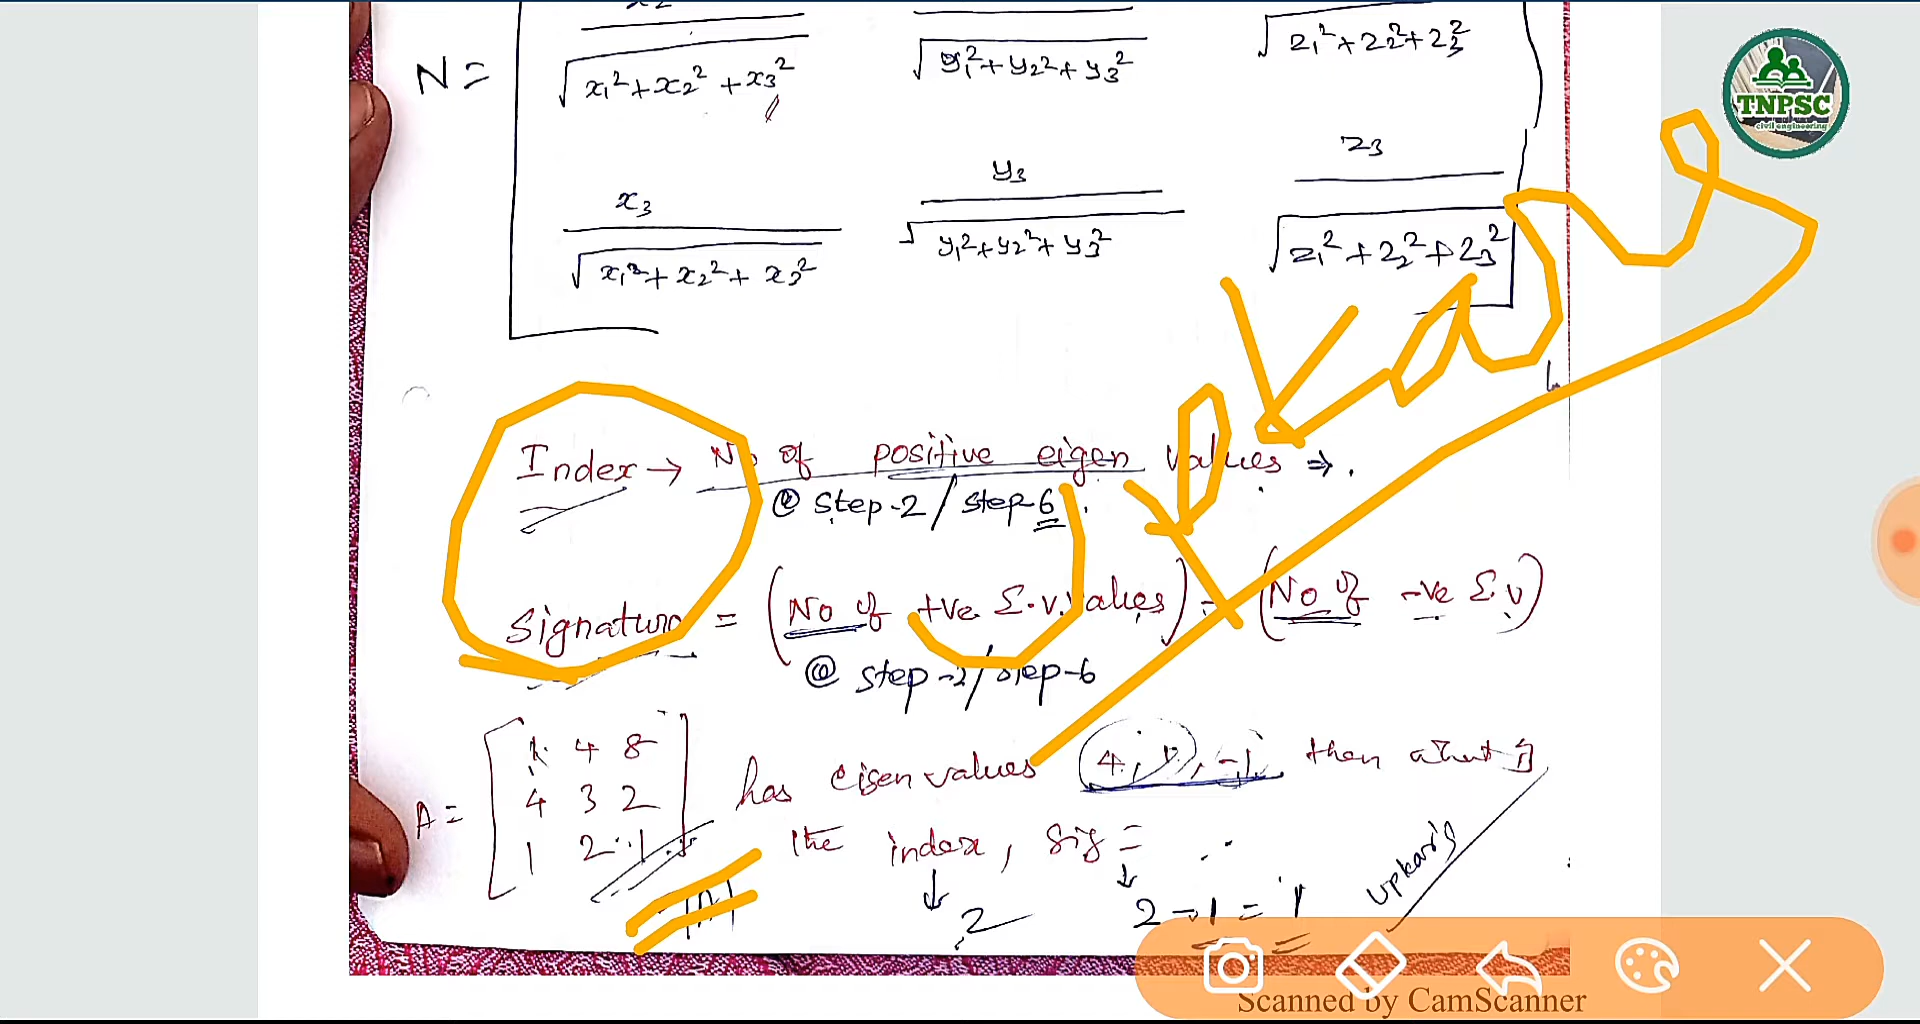 TNPSC
civil engineering
N =
√x₁²+x₂²+x₃²
√y₁²+y₂²+y₃²
√z₁²+z₂²+z₃²
x₃
√x₁²+x₂²+x₃²
y₃
√y₁²+y₂²+y₃²
z₃
√z₁²+z₂²+z₃²
Index → No of positive eigen values ⇒ .
@ step-2 / step-6
Signature = (No of +ve E.V. values) - (No of -ve E.V)
@ step-2 / step-6
4 8
A = 4 3 2 has eigen values 4, , -1 then what is
1 2 1 the index, sig =
↓ ↓
2 2-1 = 1
upkar's
upkar's
Scanned by CamScanner